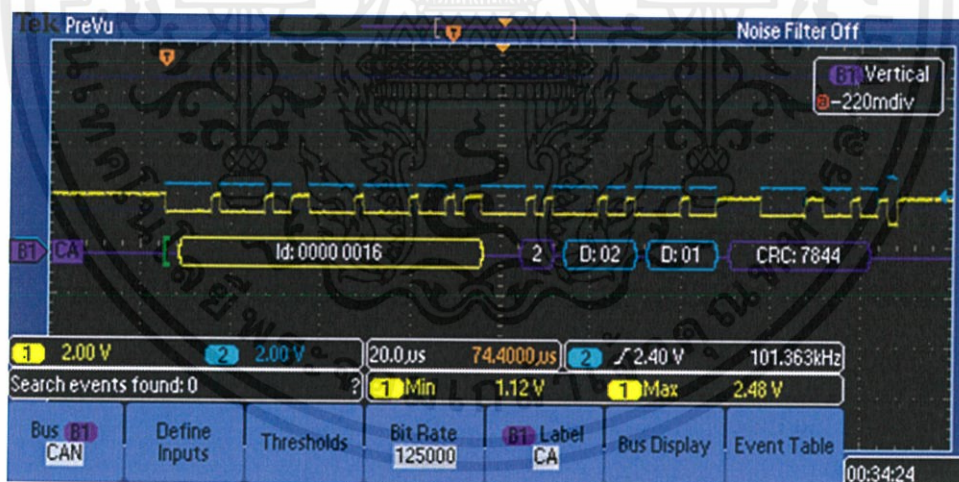 Tek PreVu
Noise Filter Off
B1 Vertical
a -220mdiv
B1 CA
Id: 0000 0016
2
D: 02
D: 01
CRC: 7844
1 2.00 V
2 2.00 V
20.0µs
74.4000µs
2 2.40 V
101.363kHz
Search events found: 0
?
1 Min
1.12 V
1 Max
2.48 V
Bus B1
CAN
Define
Inputs
Thresholds
Bit Rate
125000
B1 Label
CA
Bus Display
Event Table
00:34:24